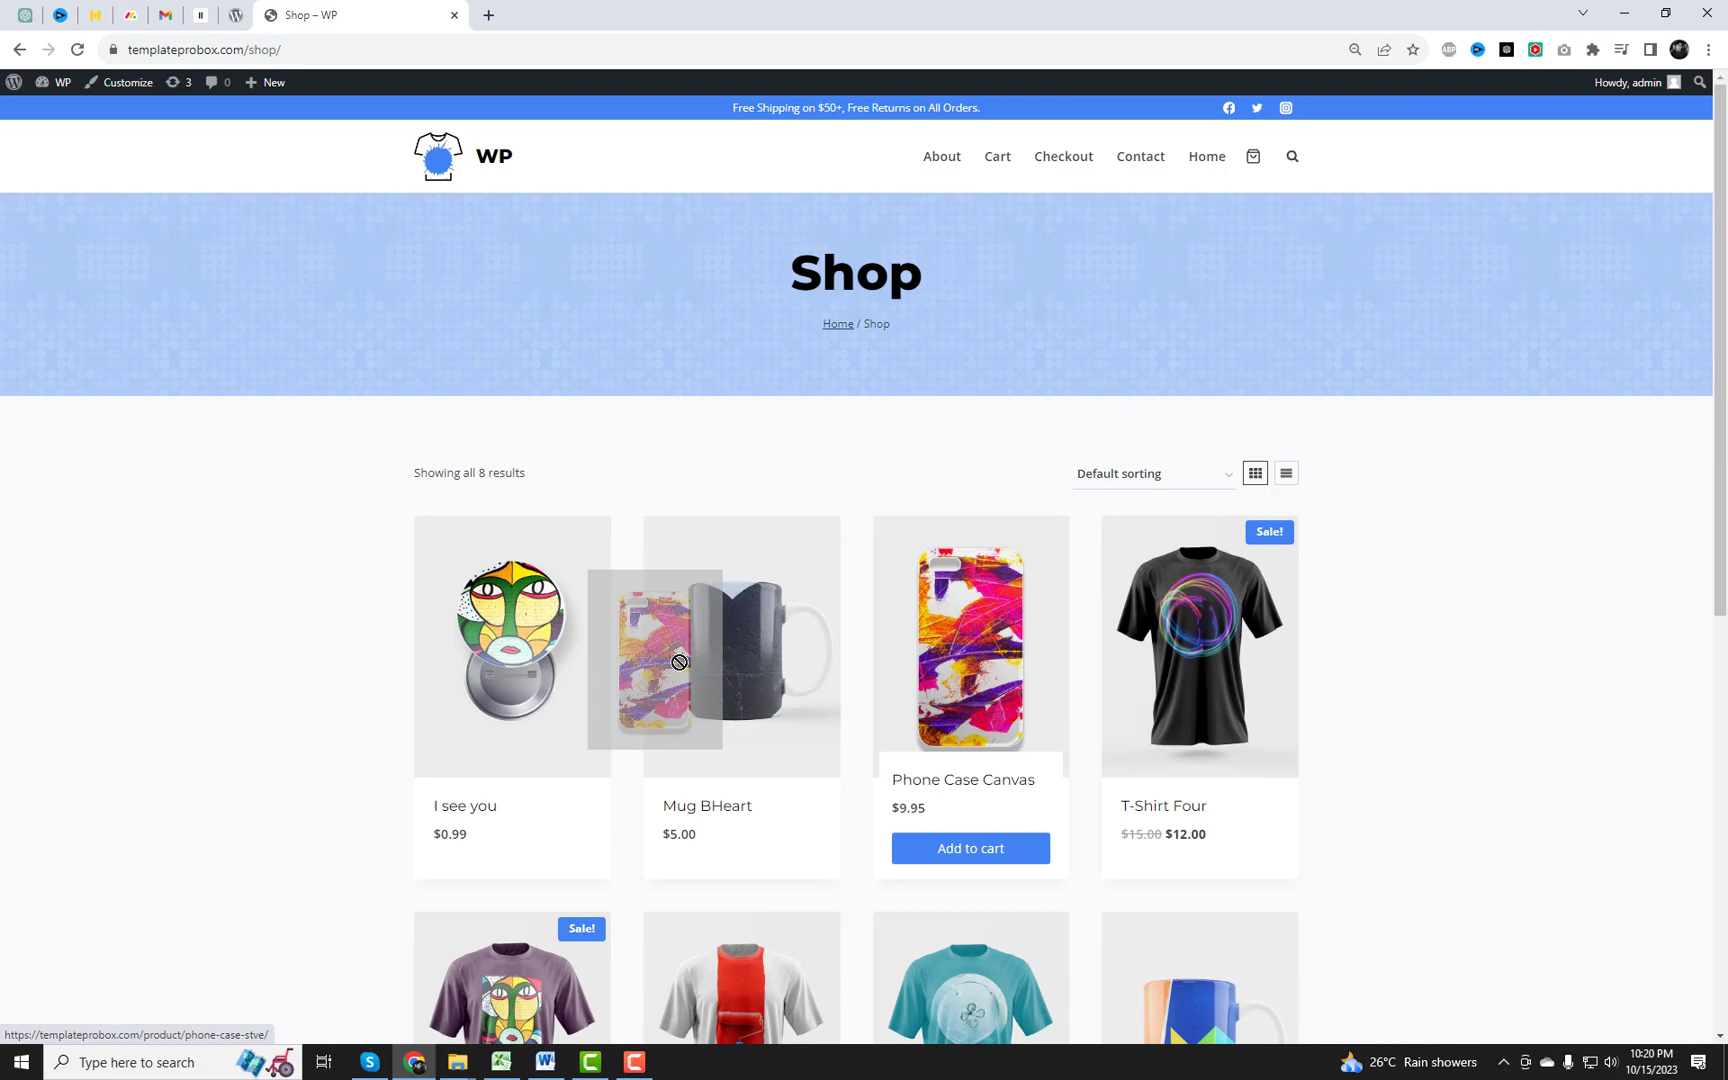 Shop – WP
templateprobox.com/shop/
WP
Customize
3
0
New
Howdy, admin
Free Shipping on $50+, Free Returns on All Orders.
WP
About
Cart
Checkout
Contact
Home
Shop
Home / Shop
Showing all 8 results
Default sorting
Sale!
I see you
$0.99
Mug BHeart
$5.00
Phone Case Canvas
$9.95
Add to cart
T-Shirt Four
$15.00 $12.00
Sale!
https://templateprobox.com/product/phone-case-stve/
Type here to search
26°C Rain showers
10:20 PM
10/15/2023